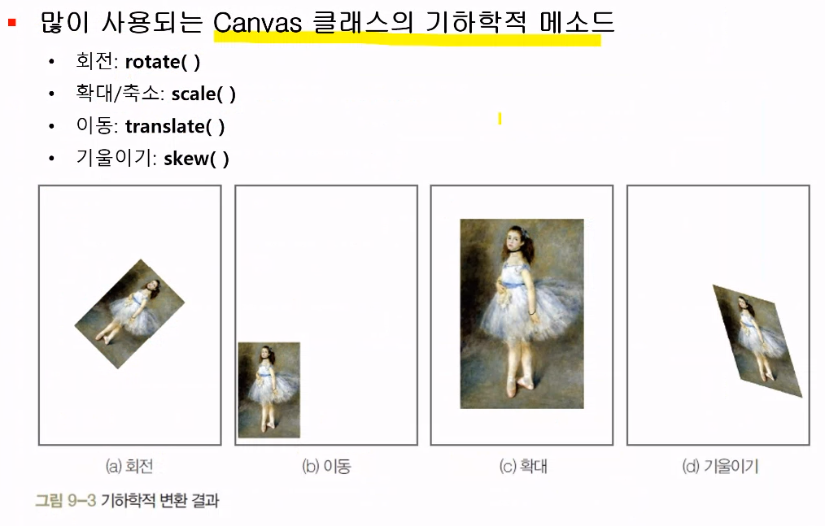 ▪ 많이 사용되는 Canvas 클래스의 기하학적 메소드
• 회전: rotate( )
• 확대/축소: scale( )
• 이동: translate( )
• 기울이기: skew( )
(a) 회전
(b) 이동
(c) 확대
(d) 기울이기
그림 9-3 기하학적 변환 결과